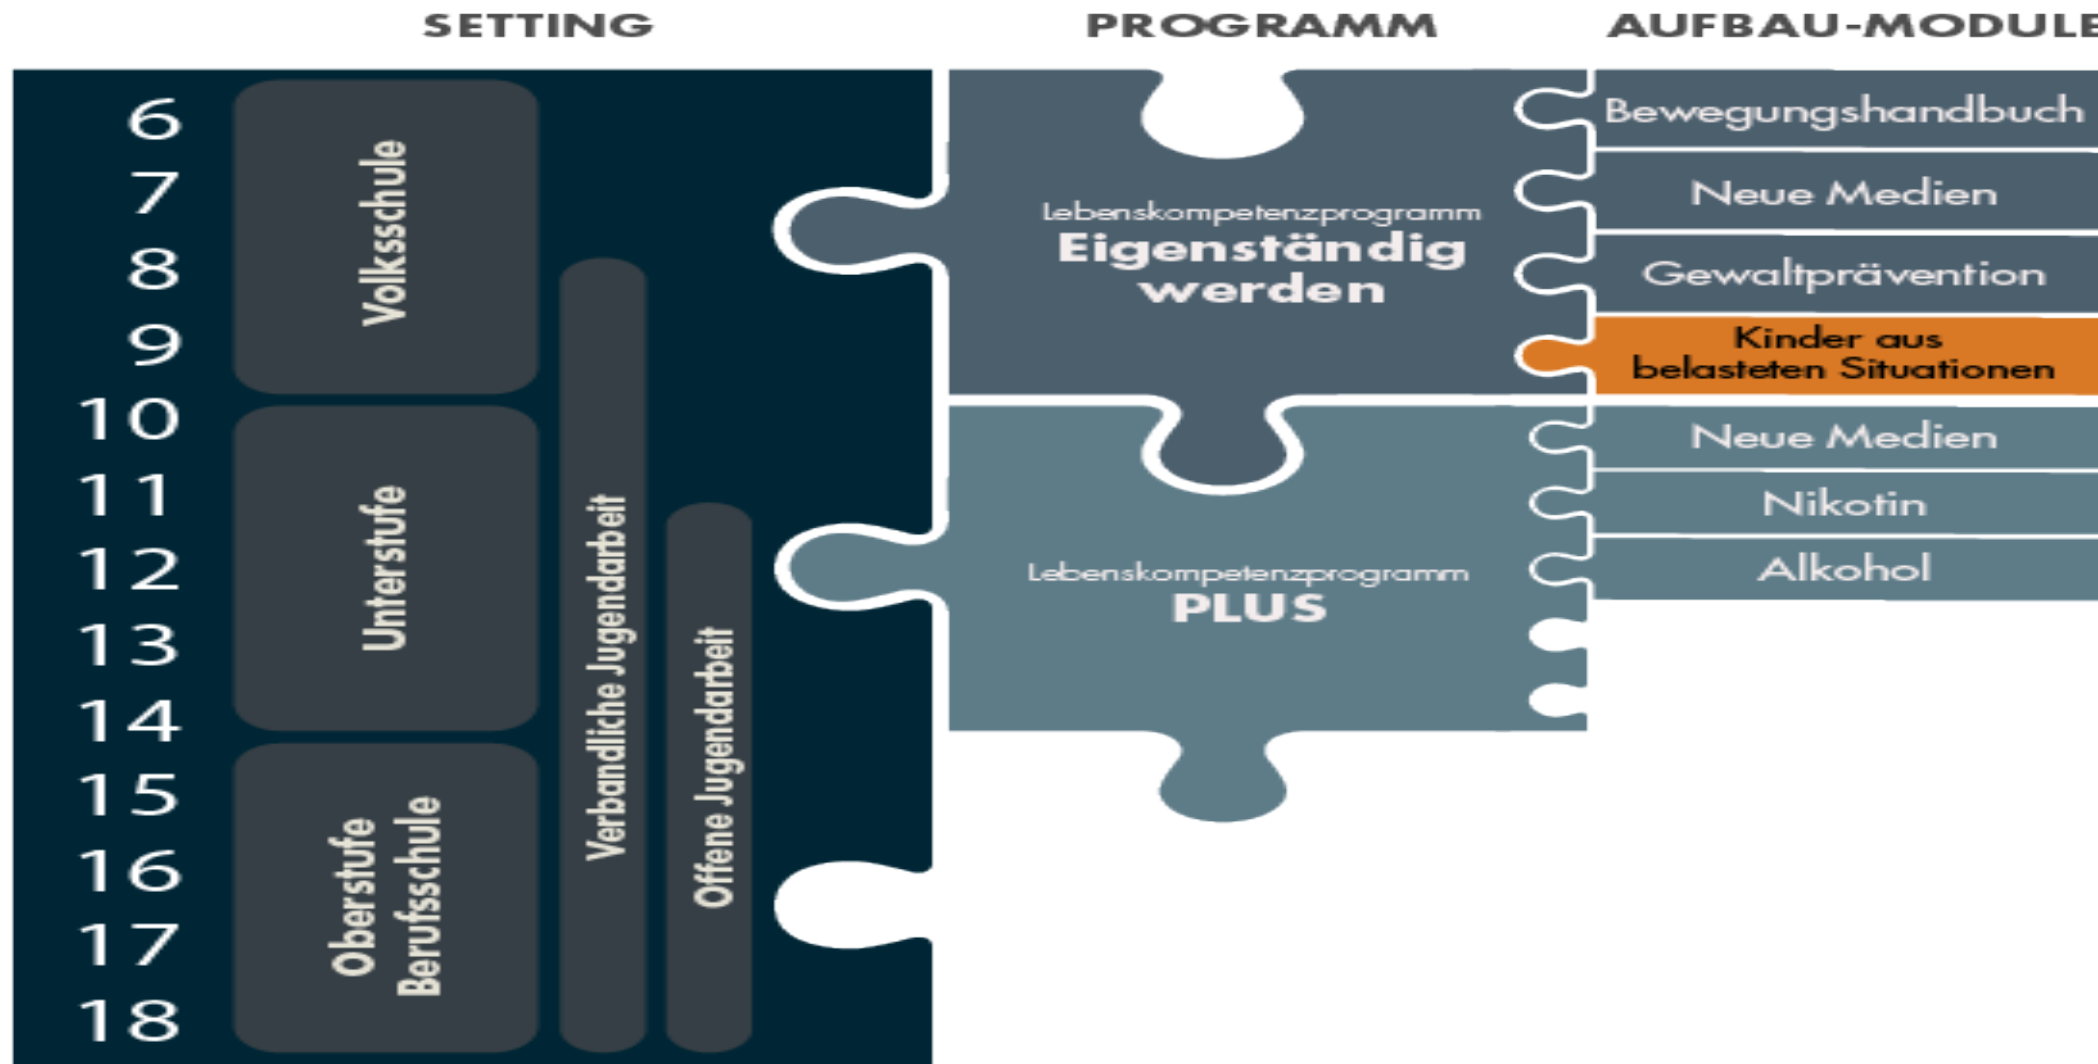 SETTING
PROGRAMM
AUFBAU-MODULE
6
7
8
9
10
11
12
13
14
15
16
17
18
Volksschule
Unterstufe
Oberstufe
Berufsschule
Verbandliche Jugendarbeit
Offene Jugendarbeit
Lebenskompetenzprogramm
Eigenständig
werden
Lebenskompetenzprogramm
PLUS
Bewegungshandbuch
Neue Medien
Gewaltprävention
Kinder aus
belasteten Situationen
Neue Medien
Nikotin
Alkohol